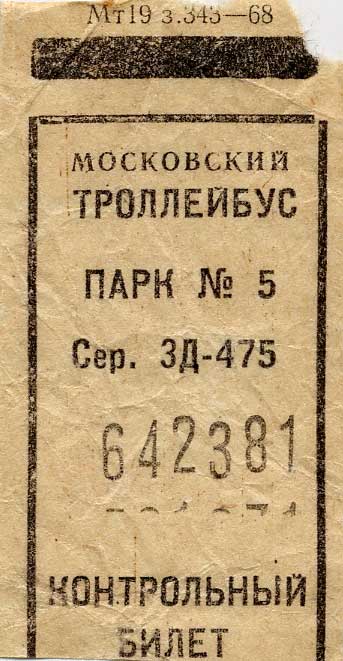 Мт19 з.343—68
МОСКОВСКИЙ
ТРОЛЛЕЙБУС
ПАРК № 5
Сер. ЗД-475
642381
КОНТРОЛЬНЫЙ
БИЛЕТ